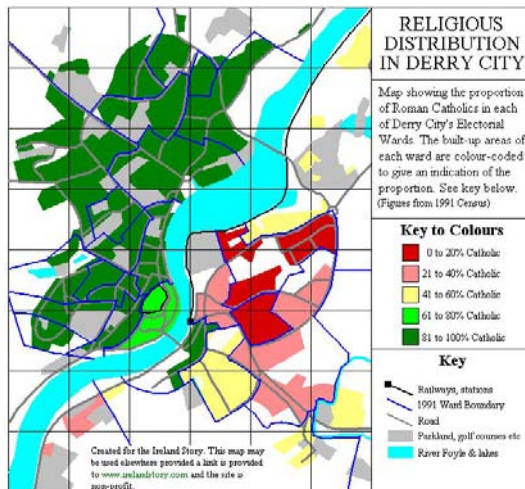 RELIGIOUS
DISTRIBUTION
IN DERRY CITY
Map showing the proportion
of Roman Catholics in each
of Derry City's Electorial
Wards. The built-up areas of
each ward are colour-coded
to give an indication of the
proportion. See key below.
(Figures from 1991 Census)
Key to Colours
0 to 20% Catholic
21 to 40% Catholic
41 to 60% Catholic
61 to 80% Catholic
81 to 100% Catholic
Key
Railways, stations
1991 Ward Boundary
Road
Parkland, golf courses etc
River Foyle & lakes
Created for the Ireland Story. This map may
be used elsewhere provided a link is provided
to www.irelandstory.com and the site is
non-profit.